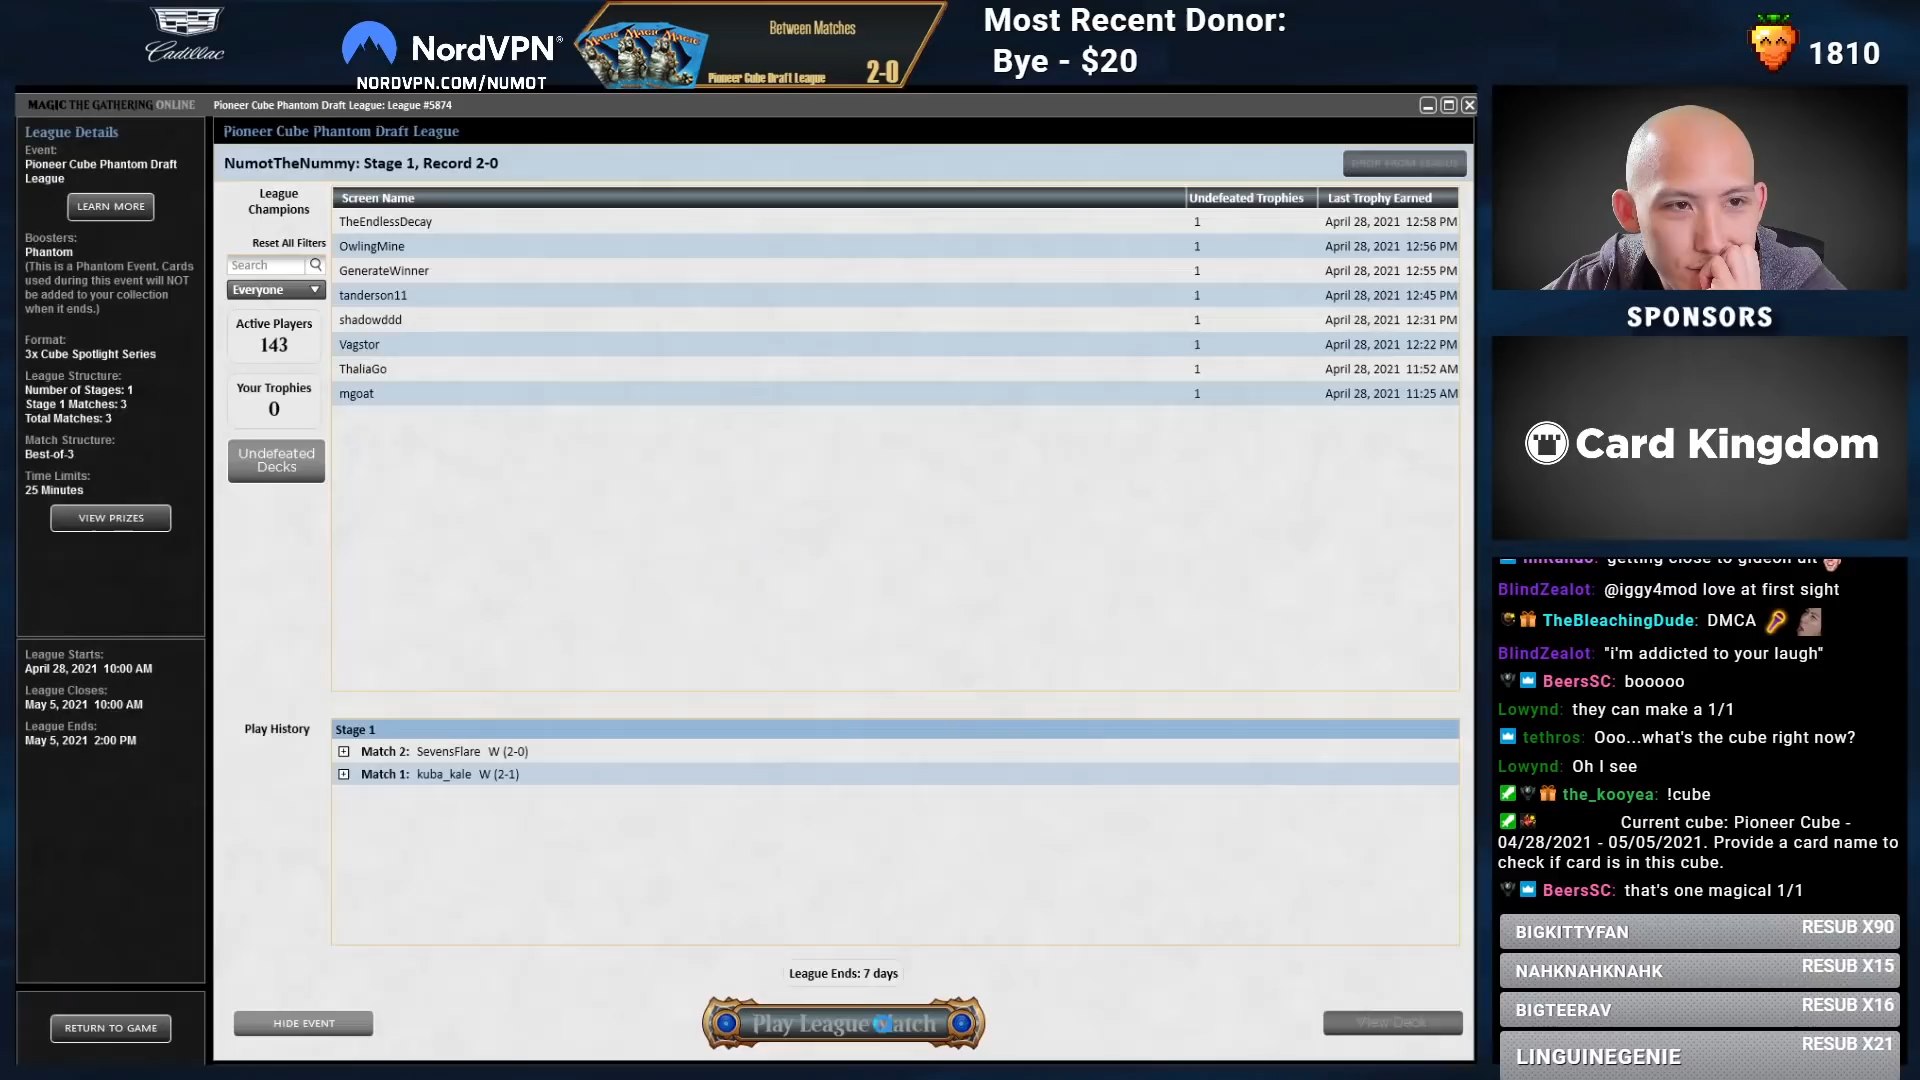 Cadillac
NordVPN®
NORDVPN.COM/NUMOT
MAGIC MAGIC MAGIC
Between Matches
Pioneer Cube Draft League
2-0
Most Recent Donor:
Bye - $20
1810
MAGIC THE GATHERING ONLINE
Pioneer Cube Phantom Draft League: League #5874
League Details
Event:
Pioneer Cube Phantom Draft
League
LEARN MORE
Boosters:
Phantom
(This is a Phantom Event. Cards
used during this event will NOT
be added to your collection
when it ends.)
Format:
3x Cube Spotlight Series
League Structure:
Number of Stages: 1
Stage 1 Matches: 3
Total Matches: 3
Match Structure:
Best-of-3
Time Limits:
25 Minutes
VIEW PRIZES
League Starts:
April 28, 2021 10:00 AM
League Closes:
May 5, 2021 10:00 AM
League Ends:
May 5, 2021 2:00 PM
RETURN TO GAME
Pioneer Cube Phantom Draft League
NumotTheNummy: Stage 1, Record 2-0
DROP FROM LEAGUE
League
Champions
Reset All Filters
Search
Everyone
Active Players
143
Your Trophies
0
Undefeated
Decks
Screen Name Undefeated Trophies Last Trophy Earned
TheEndlessDecay 1 April 28, 2021 12:58 PM
OwlingMine 1 April 28, 2021 12:56 PM
GenerateWinner 1 April 28, 2021 12:55 PM
tanderson11 1 April 28, 2021 12:45 PM
shadowddd 1 April 28, 2021 12:31 PM
Vagstor 1 April 28, 2021 12:22 PM
ThaliaGo 1 April 28, 2021 11:52 AM
mgoat 1 April 28, 2021 11:25 AM
Play History
Stage 1
Match 2: SevensFlare W (2-0)
Match 1: kuba_kale W (2-1)
League Ends: 7 days
HIDE EVENT
Play League Match
View Deck
SPONSORS
Card Kingdom
getting close to gideon ult
BlindZealot: @iggy4mod love at first sight
TheBleachingDude: DMCA
BlindZealot: "i'm addicted to your laugh"
BeersSC: booooo
Lowynd: they can make a 1/1
tethros: Ooo...what's the cube right now?
Lowynd: Oh I see
the_kooyea: !cube
Current cube: Pioneer Cube -
04/28/2021 - 05/05/2021. Provide a card name to
check if card is in this cube.
BeersSC: that's one magical 1/1
BIGKITTYFAN RESUB X90
NAHKNAHKNAHK RESUB X15
BIGTEERAV RESUB X16
LINGUINEGENIE RESUB X21